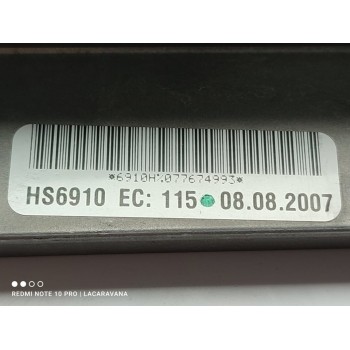 *6910H%077674993*
HS6910 EC: 115 08.08.2007
REDMI NOTE 10 PRO | LACARAVANA